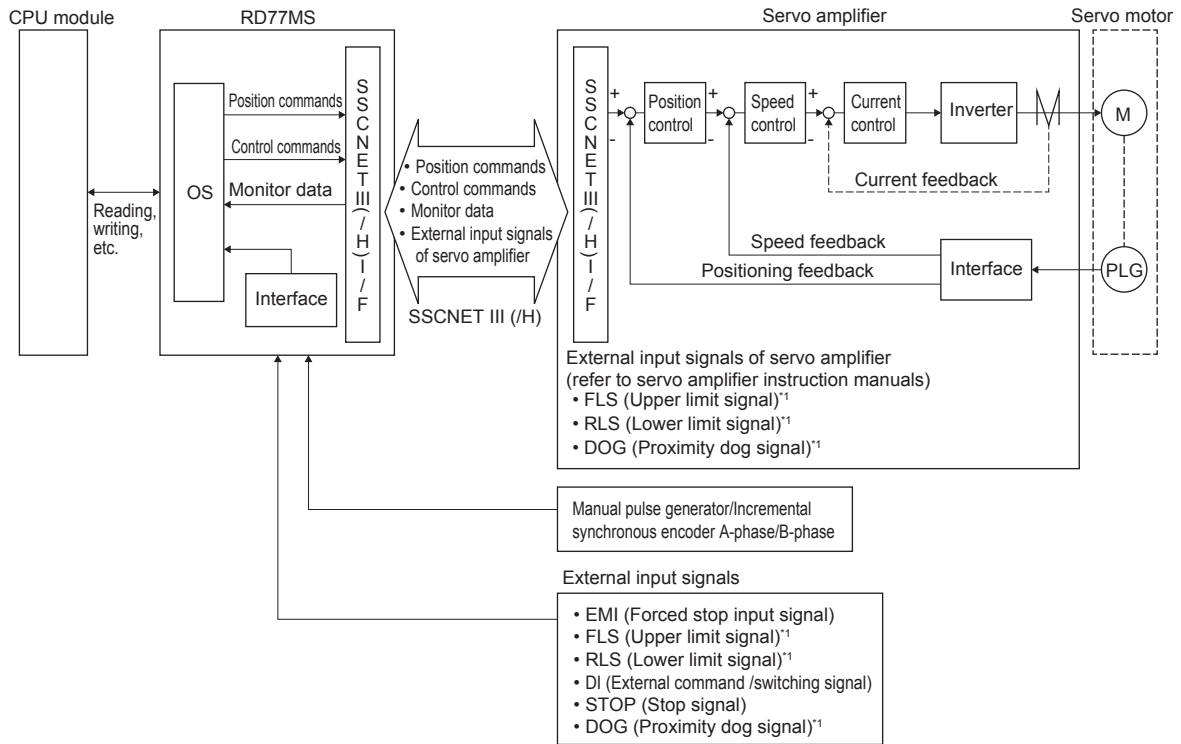 CPU module
RD77MS
Servo amplifier
Servo motor
OS
Position commands
Control commands
Monitor data
Interface
SSCNETIII(/H)I/F
Reading,
writing,
etc.
• Position commands
• Control commands
• Monitor data
• External input signals
of servo amplifier
SSCNET III (/H)
SSCNETIII(/H)I/F
+
-
Position
control
+
-
Speed
control
+
-
Current
control
Inverter
M
Current feedback
Speed feedback
Positioning feedback
Interface
PLG
External input signals of servo amplifier
(refer to servo amplifier instruction manuals)
• FLS (Upper limit signal)*1
• RLS (Lower limit signal)*1
• DOG (Proximity dog signal)*1
Manual pulse generator/Incremental
synchronous encoder A-phase/B-phase
External input signals
• EMI (Forced stop input signal)
• FLS (Upper limit signal)*1
• RLS (Lower limit signal)*1
• DI (External command /switching signal)
• STOP (Stop signal)
• DOG (Proximity dog signal)*1